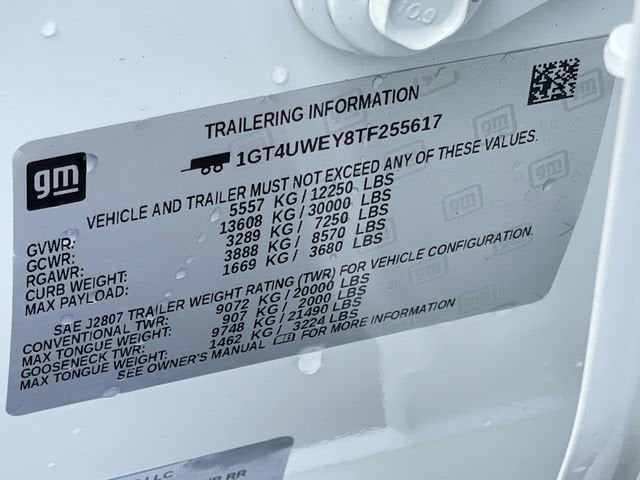 10.9
TRAILERING INFORMATION
1GT4UWEY8TF255617
gm
VEHICLE AND TRAILER MUST NOT EXCEED ANY OF THESE VALUES.
GVWR: 5557 KG / 12250 LBS
GCWR: 13608 KG / 30000 LBS
RGAWR: 3289 KG / 7250 LBS
CURB WEIGHT: 3888 KG / 8570 LBS
MAX PAYLOAD: 1669 KG / 3680 LBS
SAE J2807 TRAILER WEIGHT RATING (TWR) FOR VEHICLE CONFIGURATION.
CONVENTIONAL TWR: 9072 KG / 20000 LBS
MAX TONGUE WEIGHT: 907 KG / 2000 LBS
GOOSENECK TWR: 9748 KG / 21490 LBS
MAX TONGUE WEIGHT: 1462 KG / 3224 LBS
SEE OWNER'S MANUAL FOR MORE INFORMATION
LLC
RR